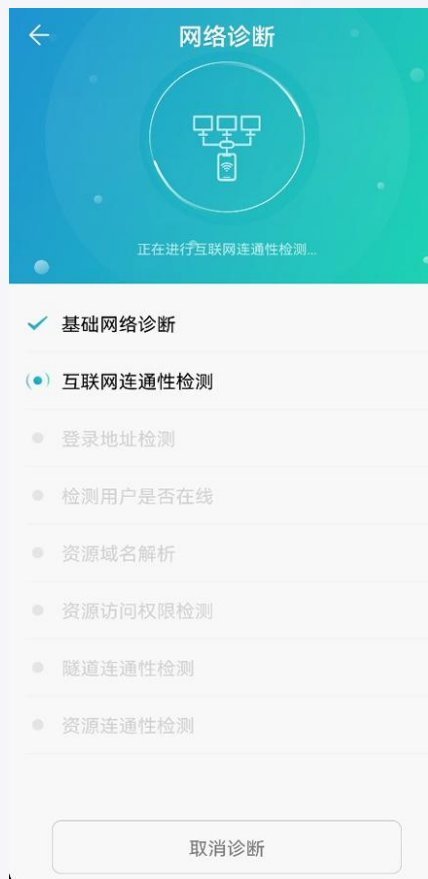 网络诊断
正在进行互联网连通性检测...
基础网络诊断
互联网连通性检测
登录地址检测
检测用户是否在线
资源域名解析
资源访问权限检测
隧道连通性检测
资源连通性检测
取消诊断